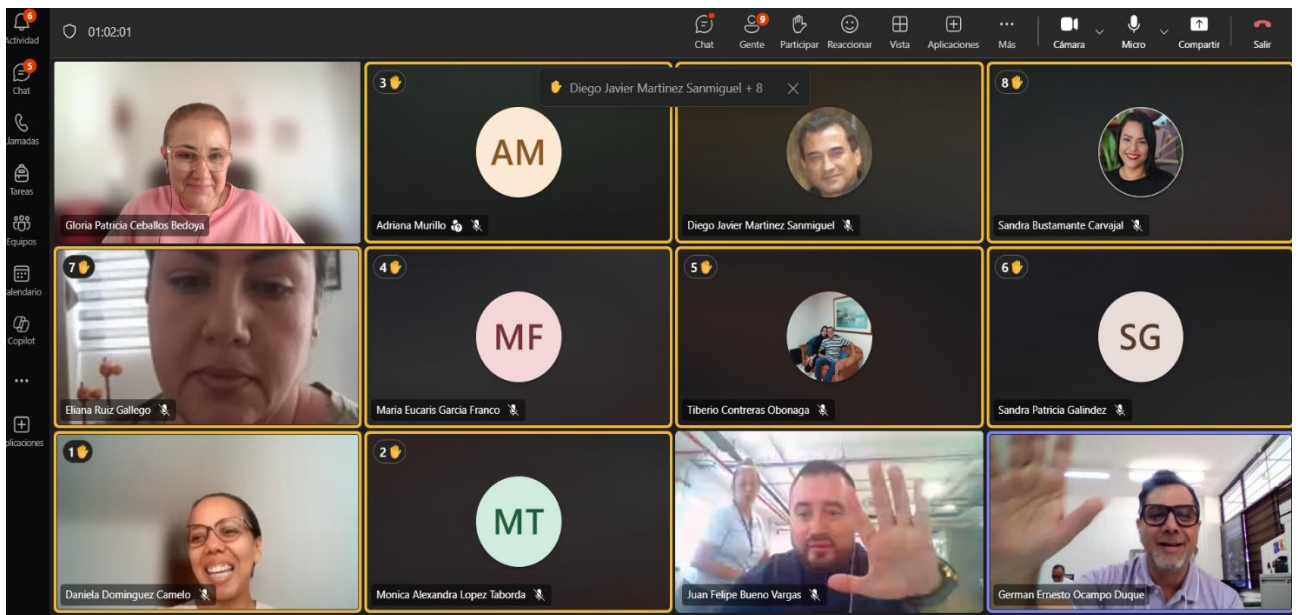 6
Actividad
01:02:01
Chat
9
Gente
Participar
Reaccionar
Vista
Aplicaciones
Más
Cámara
Micro
Compartir
Salir
5
Chat
Llamadas
Tareas
Equipos
Calendario
Copilot
Aplicaciones
Diego Javier Martinez Sanmiguel + 8
Gloria Patricia Ceballos Bedoya
3
AM
Adriana Murillo
Diego Javier Martinez Sanmiguel
8
Sandra Bustamante Carvajal
7
Eliana Ruiz Gallego
4
MF
Maria Eucaris Garcia Franco
5
Tiberio Contreras Obonaga
6
SG
Sandra Patricia Galindez
1
Daniela Dominguez Camelo
2
MT
Monica Alexandra Lopez Taborda
Juan Felipe Bueno Vargas
German Ernesto Ocampo Duque